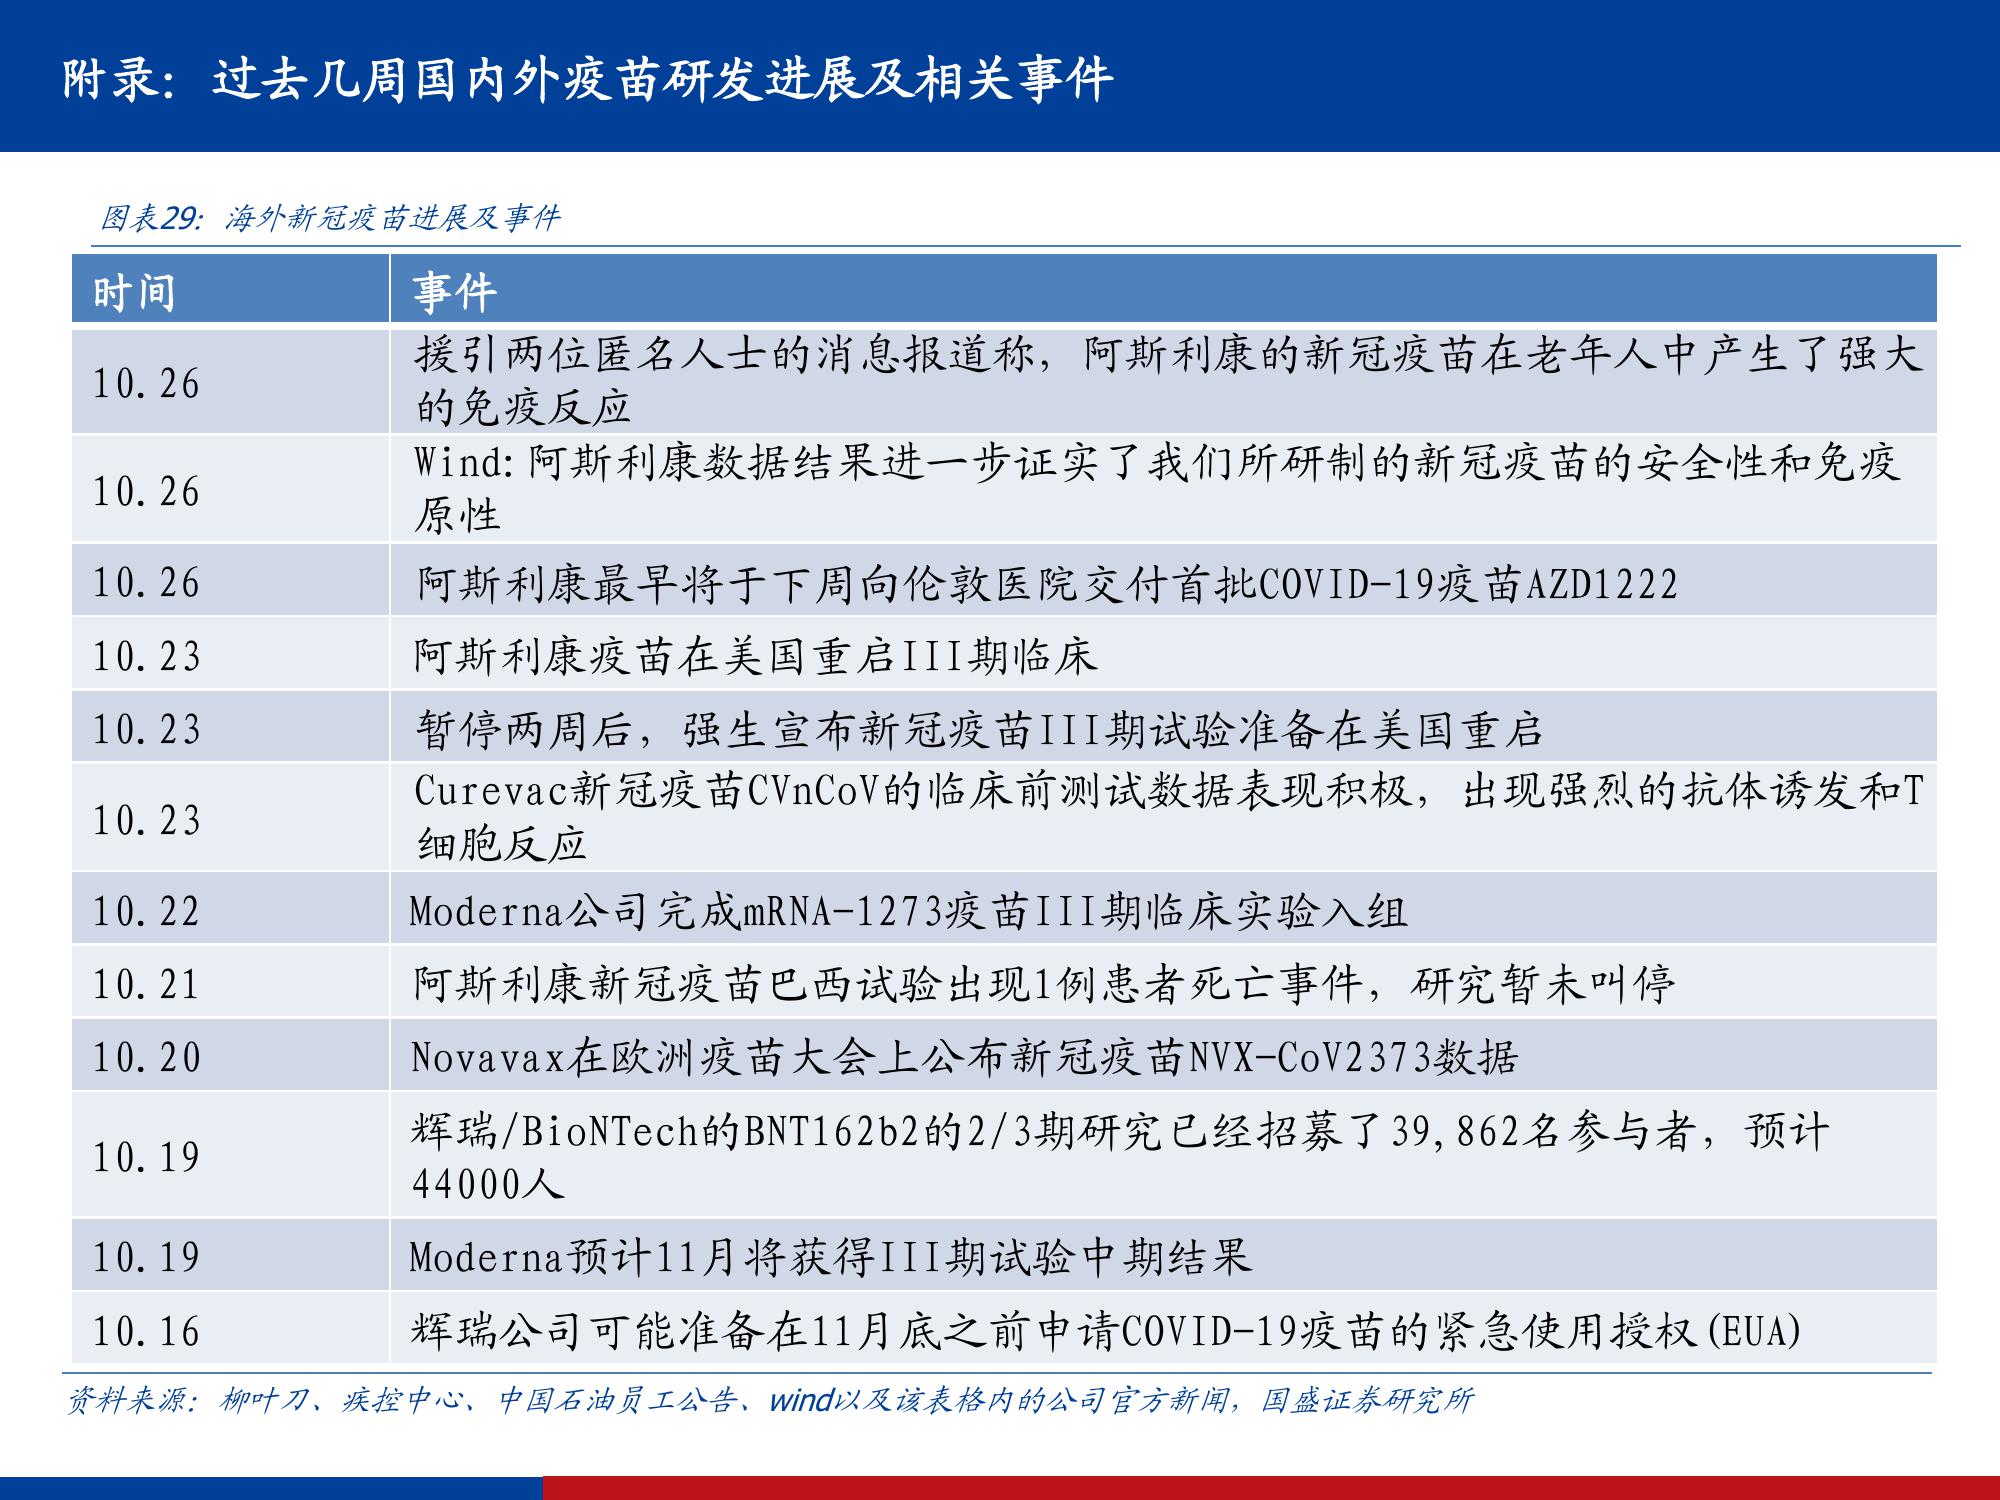 附录：过去几周国内外疫苗研发进展及相关事件
图表29：海外新冠疫苗进展及事件
时间 事件
10.26 援引两位匿名人士的消息报道称，阿斯利康的新冠疫苗在老年人中产生了强大
的免疫反应
10.26 Wind:阿斯利康数据结果进一步证实了我们所研制的新冠疫苗的安全性和免疫
原性
10.26 阿斯利康最早将于下周向伦敦医院交付首批COVID-19疫苗AZD1222
10.23 阿斯利康疫苗在美国重启III期临床
10.23 暂停两周后，强生宣布新冠疫苗III期试验准备在美国重启
10.23 Curevac新冠疫苗CVnCoV的临床前测试数据表现积极，出现强烈的抗体诱发和T
细胞反应
10.22 Moderna公司完成mRNA-1273疫苗III期临床实验入组
10.21 阿斯利康新冠疫苗巴西试验出现1例患者死亡事件，研究暂未叫停
10.20 Novavax在欧洲疫苗大会上公布新冠疫苗NVX-CoV2373数据
10.19 辉瑞/BioNTech的BNT162b2的2/3期研究已经招募了39,862名参与者，预计
44000人
10.19 Moderna预计11月将获得III期试验中期结果
10.16 辉瑞公司可能准备在11月底之前申请COVID-19疫苗的紧急使用授权(EUA)
资料来源：柳叶刀、疾控中心、中国石油员工公告、wind以及该表格内的公司官方新闻，国盛证券研究所